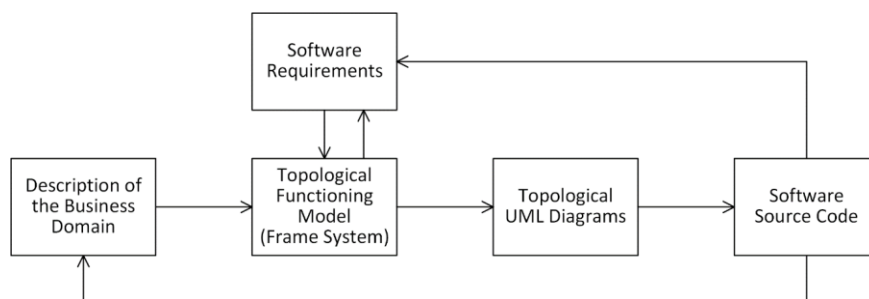 Software
Requirements
Description of
the Business
Domain
Topological
Functioning
Model
(Frame System)
Topological
UML Diagrams
Software
Source Code